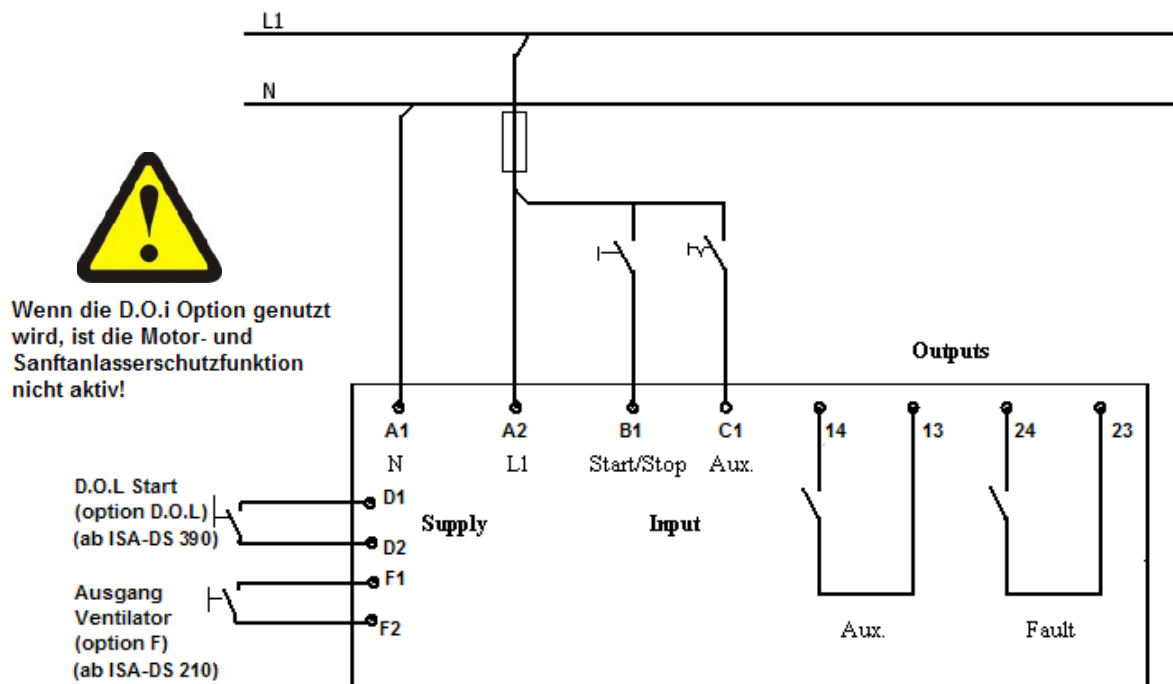 L1
N
Wenn die D.O.i Option genutzt
wird, ist die Motor- und
Sanftanlasserschutzfunktion
nicht aktiv!
Outputs
A1
A2
B1
C1
14
13
24
23
N
L1
Start/Stop
Aux.
D.O.L Start
(option D.O.L)
(ab ISA-DS 390)
D1
Supply
Input
D2
F1
Ausgang
Ventilator
(option F)
(ab ISA-DS 210)
F2
Aux.
Fault